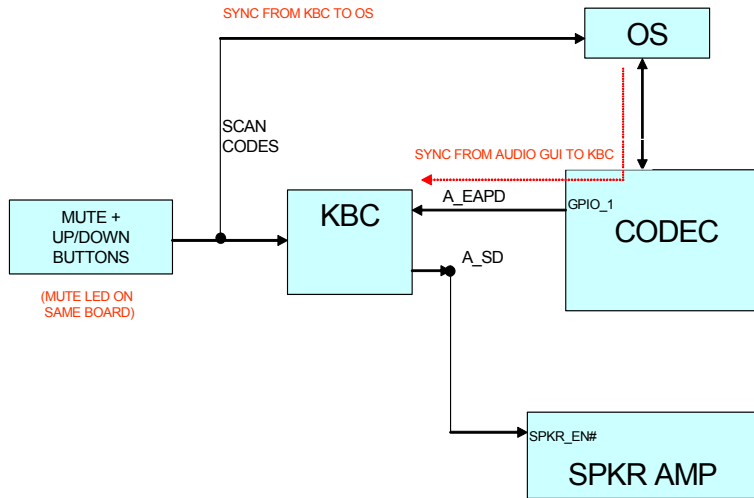 SYNC FROM KBC TO OS
OS
SCAN
CODES
SYNC FROM AUDIO GUI TO KBC
MUTE +
UP/DOWN
BUTTONS
(MUTE LED ON
SAME BOARD)
KBC
A_EAPD
GPIO_1
CODEC
A_SD
SPKR_EN#
SPKR AMP